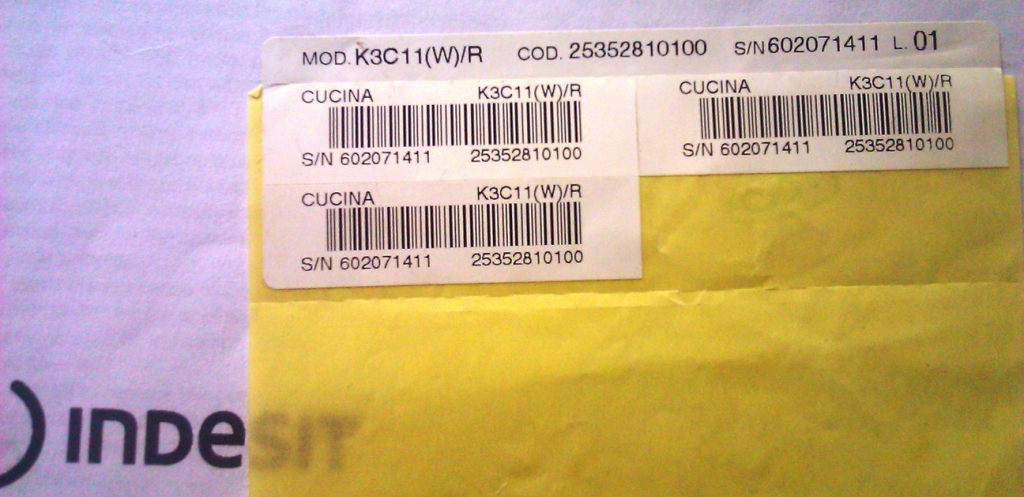 MOD. K3C11(W)/R COD. 25352810100 S/N 602071411 L. 01
CUCINA K3C11(W)/R
S/N 602071411 25352810100
CUCINA K3C11(W)/R
S/N 602071411 25352810100
CUCINA K3C11(W)/R
S/N 602071411 25352810100
INDESIT